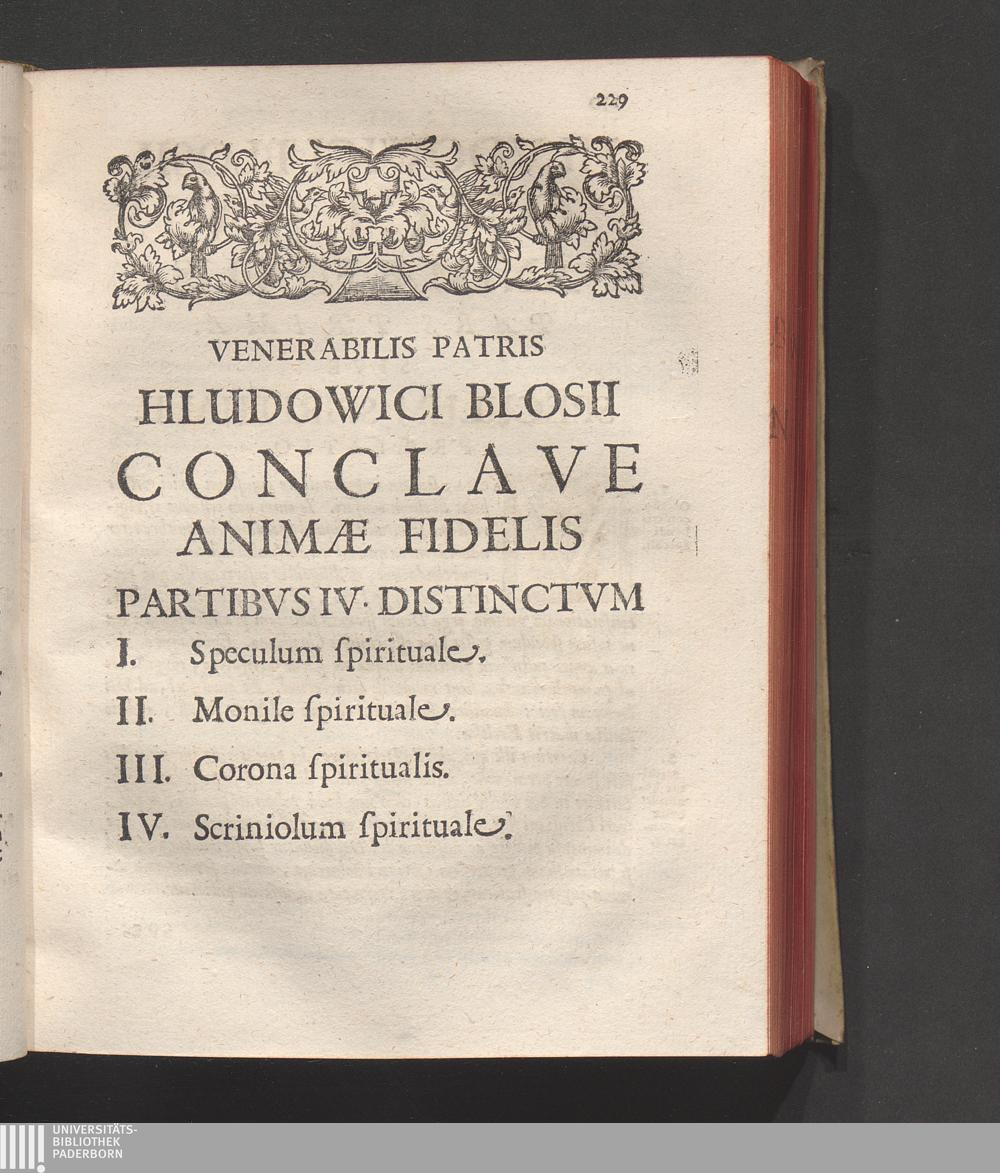 229
VENERABILIS PATRIS
HLUDOWICI BLOSII
CONCLAVE
ANIMÆ FIDELIS
PARTIBVS IV. DISTINCTVM
I. Speculum ſpirituale.
II. Monile ſpirituale.
III. Corona ſpiritualis.
IV. Scriniolum ſpirituale.
UNIVERSITÄTS-
BIBLIOTHEK
PADERBORN